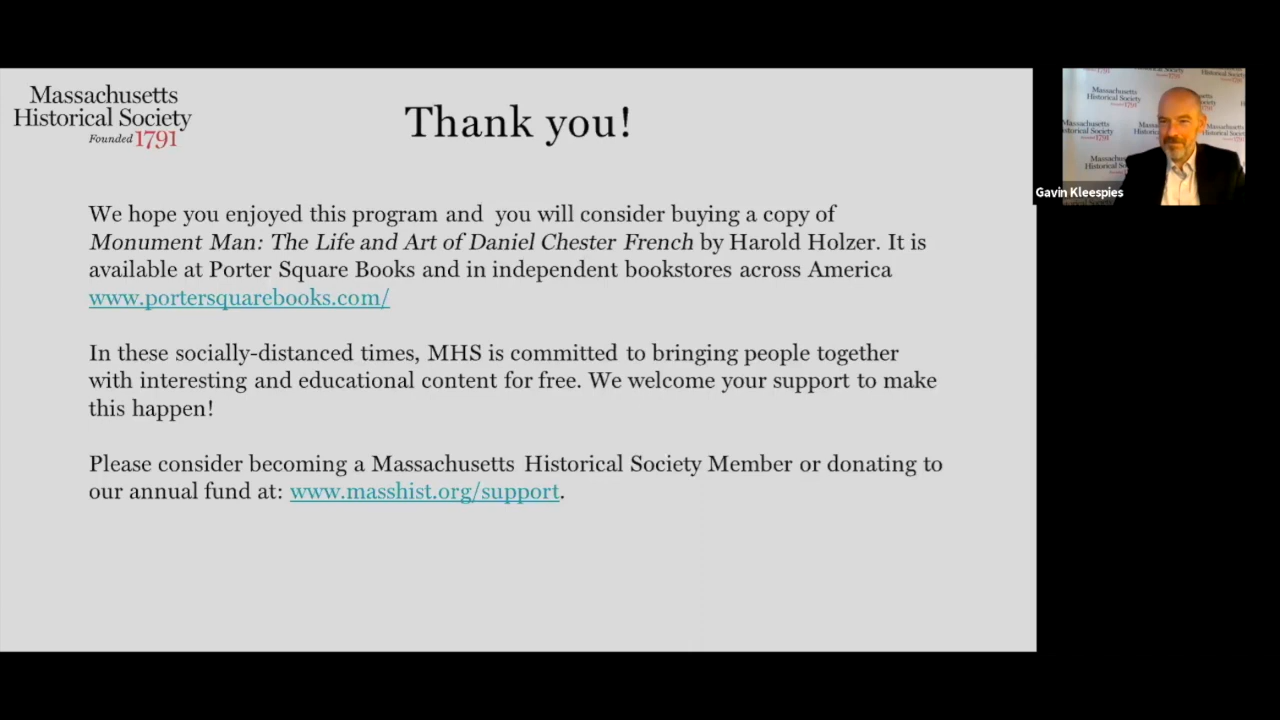 Massachusetts
Historical Society
Founded 1791
Thank you!
We hope you enjoyed this program and you will consider buying a copy of
Monument Man: The Life and Art of Daniel Chester French by Harold Holzer. It is
available at Porter Square Books and in independent bookstores across America
www.portersquarebooks.com/
In these socially-distanced times, MHS is committed to bringing people together
with interesting and educational content for free. We welcome your support to make
this happen!
Please consider becoming a Massachusetts Historical Society Member or donating to
our annual fund at: www.masshist.org/support.
Massachusetts
Historical Society
Gavin Kleespies